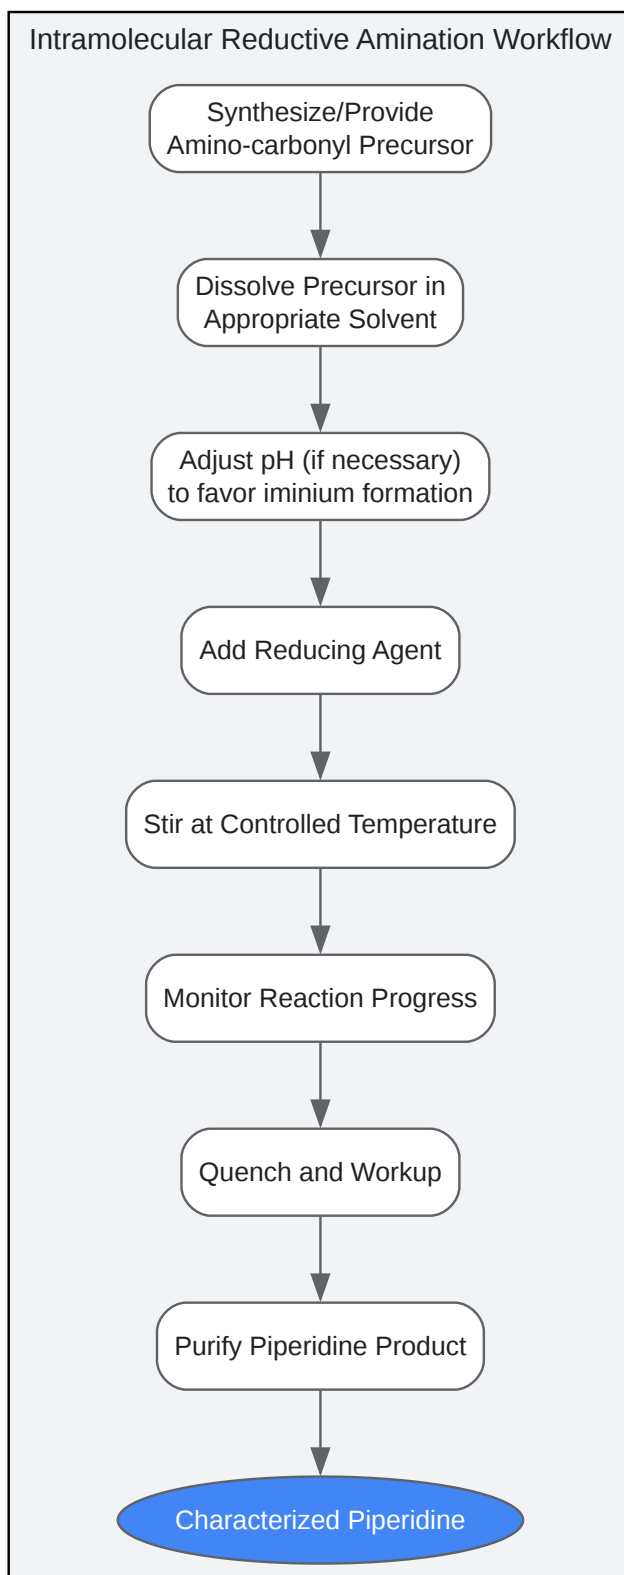 Intramolecular Reductive Amination Workflow
Synthesize/Provide
Amino-carbonyl Precursor
Dissolve Precursor in
Appropriate Solvent
Adjust pH (if necessary)
to favor iminium formation
Add Reducing Agent
Stir at Controlled Temperature
Monitor Reaction Progress
Quench and Workup
Purify Piperidine Product
Characterized Piperidine